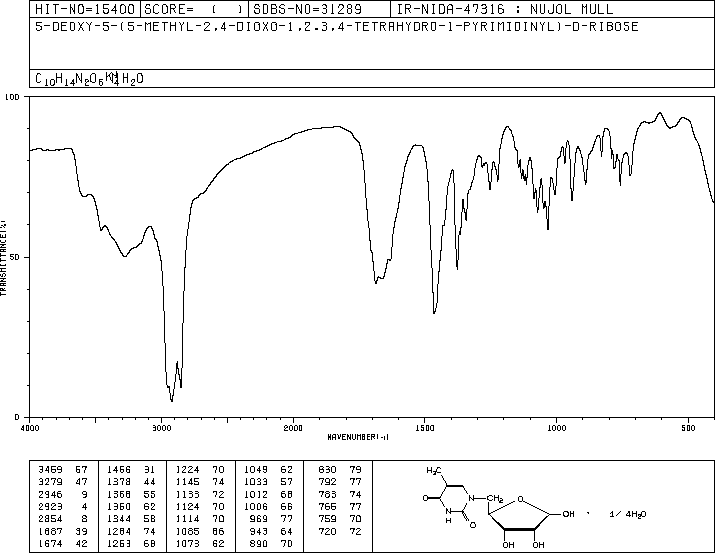 HIT-NO=15400 SCORE= ( ) SDBS-NO=31289 IR-NIDA-47316 : NUJOL MULL
5-DEOXY-5-(5-METHYL-2,4-DIOXO-1,2,3,4-TETRAHYDRO-1-PYRIMIDINYL)-D-RIBOSE
C10H14N2O6
100
50
0
TRANSMITTANCE(%)
4000 3000 2000 1500 1000 500
WAVENUMBER(-1)
3459 57 1466 31 1224 70 1049 62 830 79
3279 47 1378 44 1145 74 1033 57 792 77
2946 9 1368 55 1133 72 1012 68 783 74
2923 4 1360 62 1124 70 1006 66 766 77
2854 8 1344 58 1114 70 969 77 759 70
1687 39 1284 74 1085 66 943 64 720 72
1674 42 1253 68 1073 62 890 70
H3C
O N CH2 O
NH O OH · 1/4H2O
OH OH